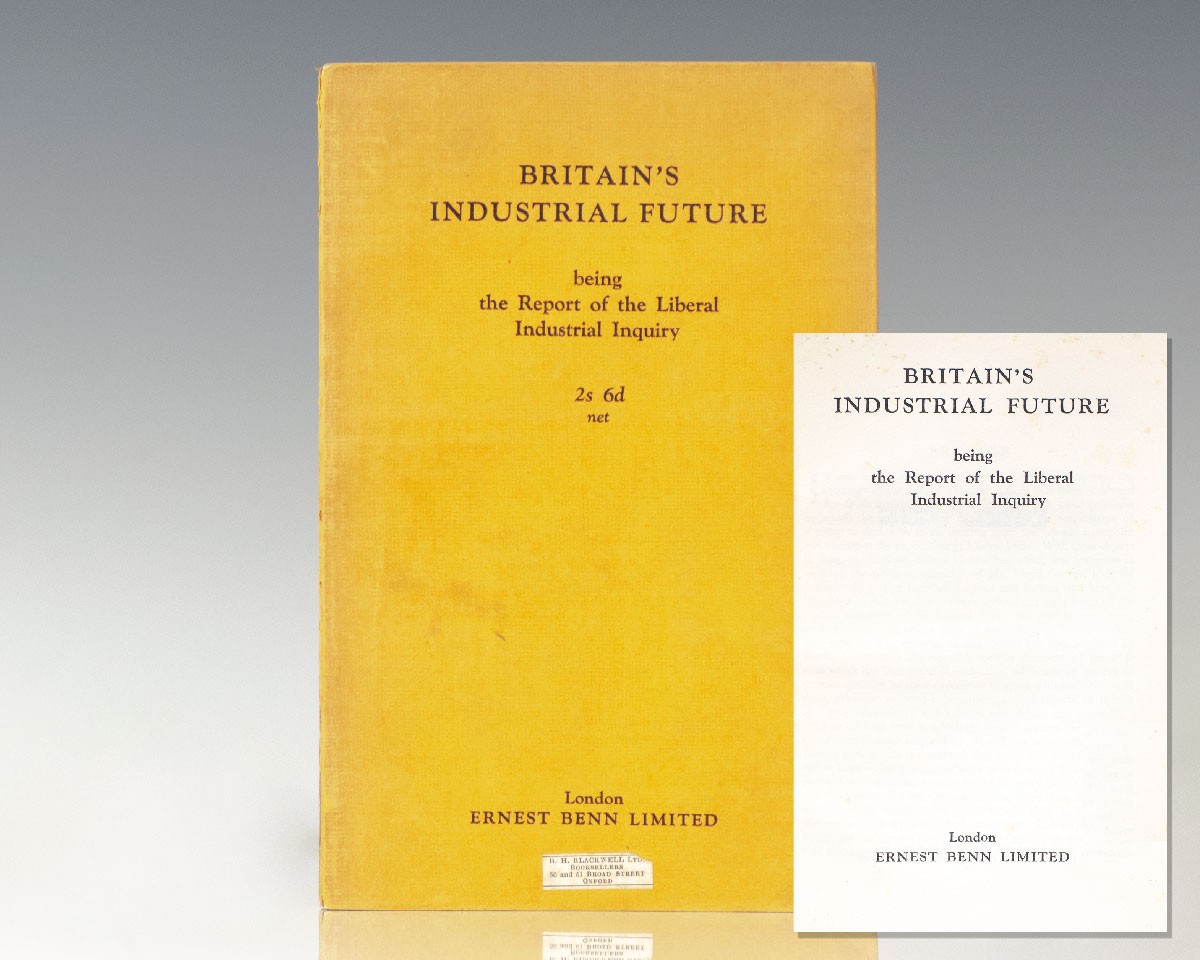 BRITAIN'S
INDUSTRIAL FUTURE
being
the Report of the Liberal
Industrial Inquiry
2s 6d
net
London
ERNEST BENN LIMITED
B. H. BLACKWELL LTD.
BOOKSELLERS
50 and 51 BROAD STREET
OXFORD
BRITAIN'S
INDUSTRIAL FUTURE
being
the Report of the Liberal
Industrial Inquiry
London
ERNEST BENN LIMITED